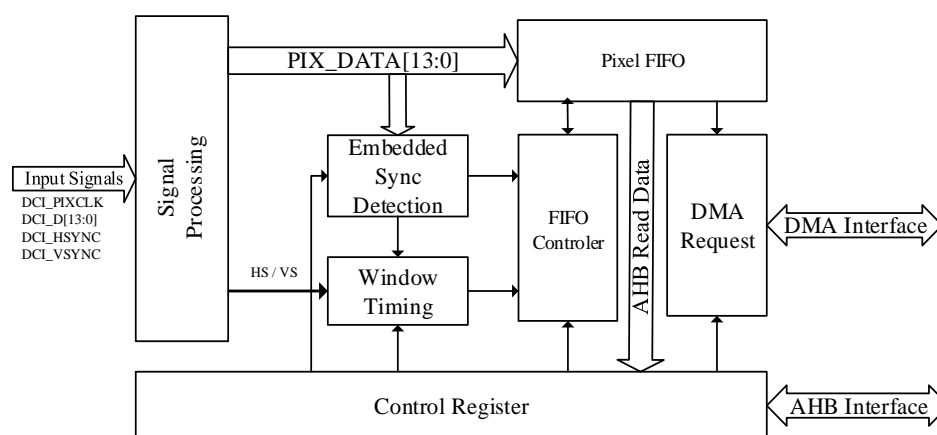 PIX_DATA[13:0]
Pixel FIFO
Signal
Processing
Input Signals
DCI_PIXCLK
DCI_D[13:0]
DCI_HSYNC
DCI_VSYNC
Embedded
Sync
Detection
FIFO
Controler
AHB Read Data
DMA
Request
DMA Interface
HS / VS
Window
Timing
Control Register
AHB Interface